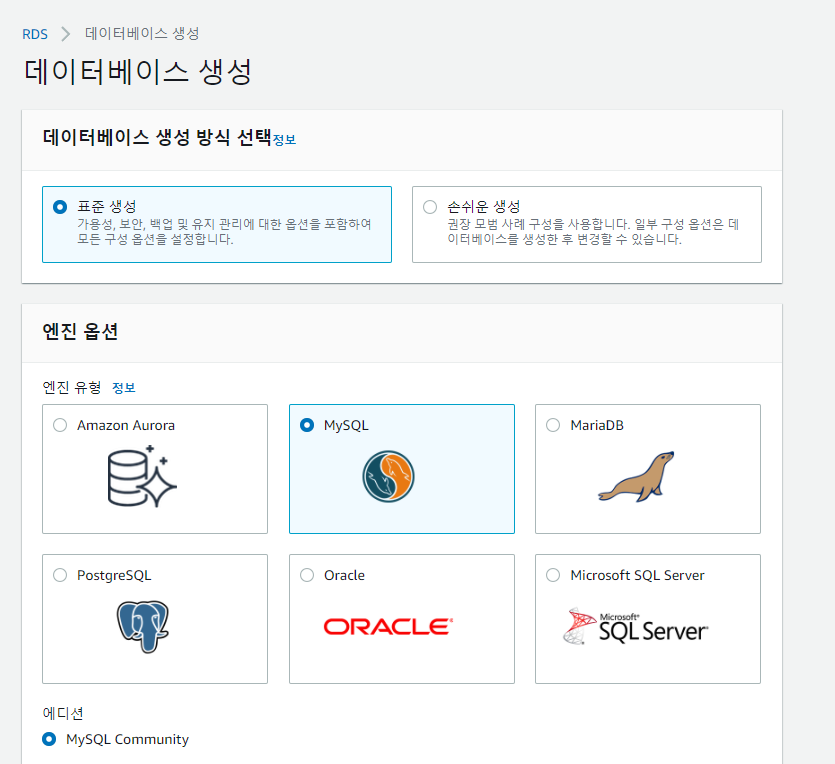 RDS > 데이터베이스 생성
데이터베이스 생성
데이터베이스 생성 방식 선택정보
표준 생성
가용성, 보안, 백업 및 유지 관리에 대한 옵션을 포함하여
모든 구성 옵션을 설정합니다.
손쉬운 생성
권장 모범 사례 구성을 사용합니다. 일부 구성 옵션은 데
이터베이스를 생성한 후 변경할 수 있습니다.
엔진 옵션
엔진 유형 정보
Amazon Aurora
MySQL
MariaDB
PostgreSQL
Oracle
ORACLE
Microsoft SQL Server
Microsoft
SQL Server
에디션
MySQL Community